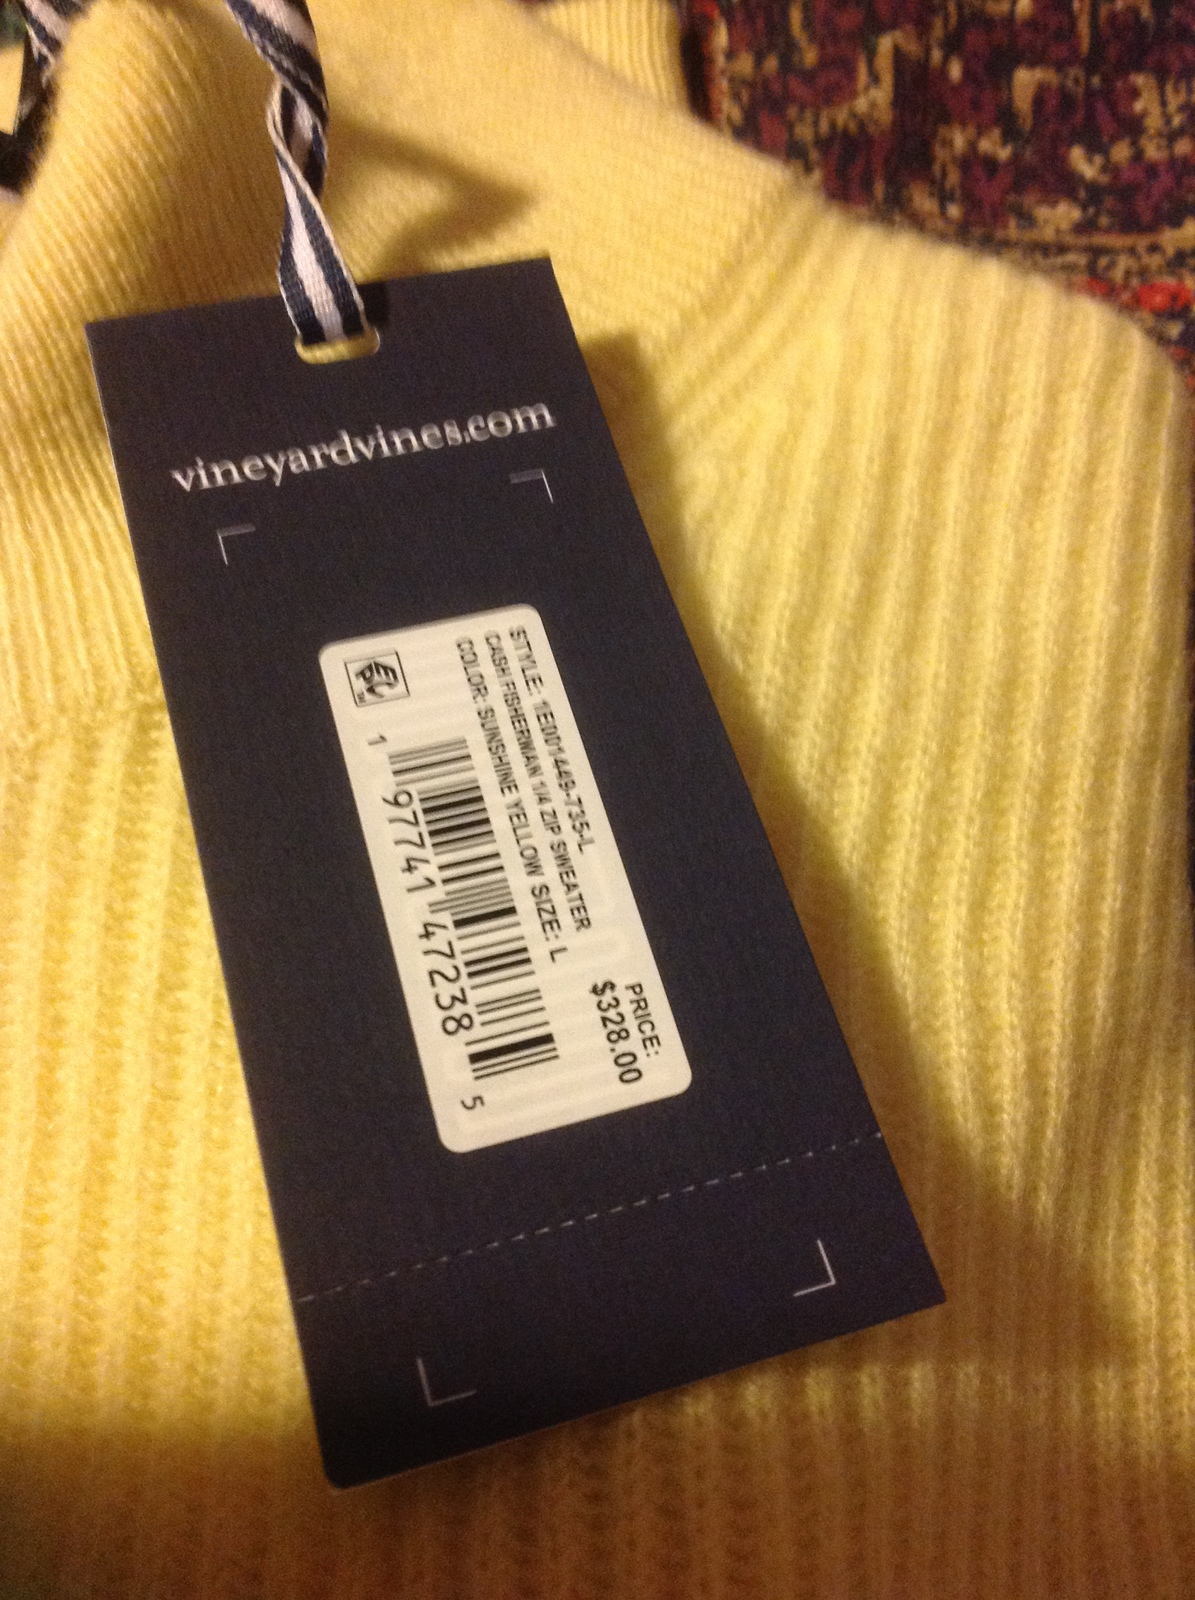 vineyardvines.com
STYLE: 1E001449-735-L
CASH FISHERMAN 1/4 ZIP SWEATER
COLOR: SUNSHINE YELLOW SIZE: L
PRICE:
$328.00
1 97741 47238 5
EPC™